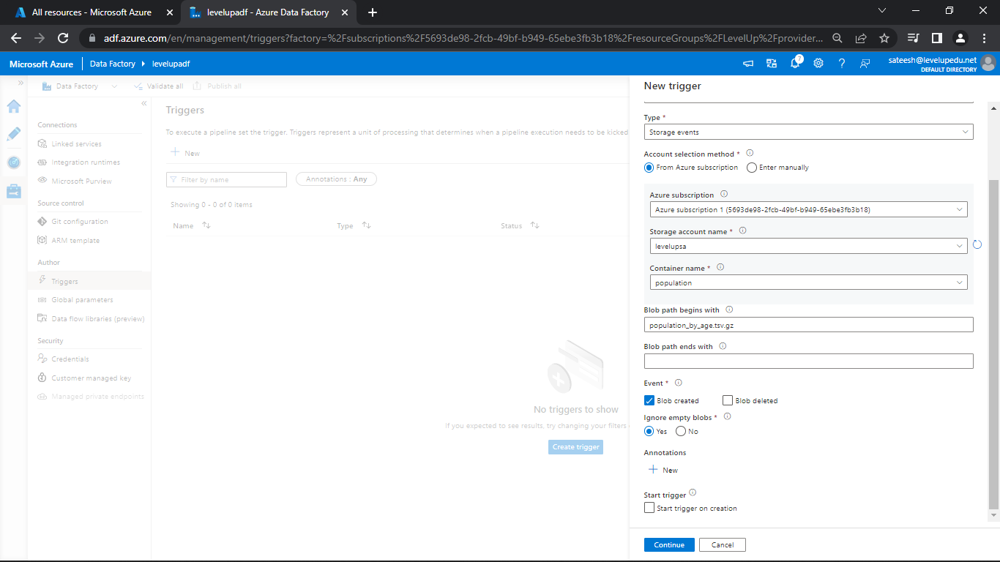 All resources - Microsoft Azure
levelupadf - Azure Data Factory
adf.azure.com/en/management/triggers?factory=%2Fsubscriptions%2F5693de98-2fcb-49bf-b949-65ebe3fb3b18%2FresourceGroups%2FLevelUp%2Fprovider...
Microsoft Azure
Data Factory
levelupadf
7
sateesh@levelupedu.net
DEFAULT DIRECTORY
Data Factory
Validate all
Publish all
Connections
Linked services
Integration runtimes
Microsoft Purview
Source control
Git configuration
ARM template
Author
Triggers
Global parameters
Data flow libraries (preview)
Security
Credentials
Customer managed key
Managed private endpoints
Triggers
To execute a pipeline set the trigger. Triggers represent a unit of processing that determines when a pipeline execution needs to be kicked
New
Filter by name
Annotations : Any
Showing 0 - 0 of 0 items
Name
Type
Status
No triggers to show
If you expected to see results, try changing your filters
Create trigger
New trigger
Type *
Storage events
Account selection method *
From Azure subscription
Enter manually
Azure subscription
Azure subscription 1 (5693de98-2fcb-49bf-b949-65ebe3fb3b18)
Storage account name *
levelupsa
Container name *
population
Blob path begins with
population_by_age.tsv.gz
Blob path ends with
Event *
Blob created
Blob deleted
Ignore empty blobs *
Yes
No
Annotations
New
Start trigger
Start trigger on creation
Continue
Cancel